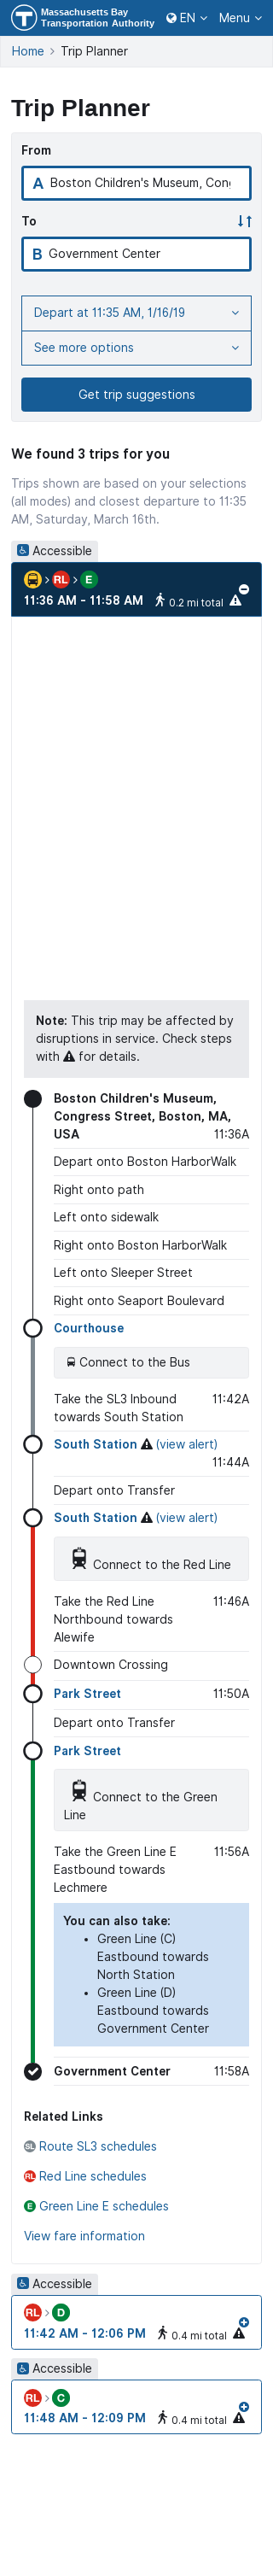 Massachusetts Bay
Transportation Authority
EN
Menu
Home > Trip Planner
Trip Planner
From
A Boston Children's Museum, Cong
To
B Government Center
Depart at 11:35 AM, 1/16/19
See more options
Get trip suggestions
We found 3 trips for you
Trips shown are based on your selections
(all modes) and closest departure to 11:35
AM, Saturday, March 16th.
Accessible
RL E
11:36 AM - 11:58 AM 0.2 mi total
Note: This trip may be affected by
disruptions in service. Check steps
with for details.
Boston Children's Museum,
Congress Street, Boston, MA,
USA 11:36A
Depart onto Boston HarborWalk
Right onto path
Left onto sidewalk
Right onto Boston HarborWalk
Left onto Sleeper Street
Right onto Seaport Boulevard
Courthouse
Connect to the Bus
Take the SL3 Inbound 11:42A
towards South Station
South Station (view alert)
11:44A
Depart onto Transfer
South Station (view alert)
Connect to the Red Line
Take the Red Line 11:46A
Northbound towards
Alewife
Downtown Crossing
Park Street 11:50A
Depart onto Transfer
Park Street
Connect to the Green
Line
Take the Green Line E 11:56A
Eastbound towards
Lechmere
You can also take:
• Green Line (C)
Eastbound towards
North Station
• Green Line (D)
Eastbound towards
Government Center
Government Center 11:58A
Related Links
SL Route SL3 schedules
RL Red Line schedules
E Green Line E schedules
View fare information
Accessible
RL > D
11:42 AM - 12:06 PM 0.4 mi total
Accessible
RL > C
11:48 AM - 12:09 PM 0.4 mi total